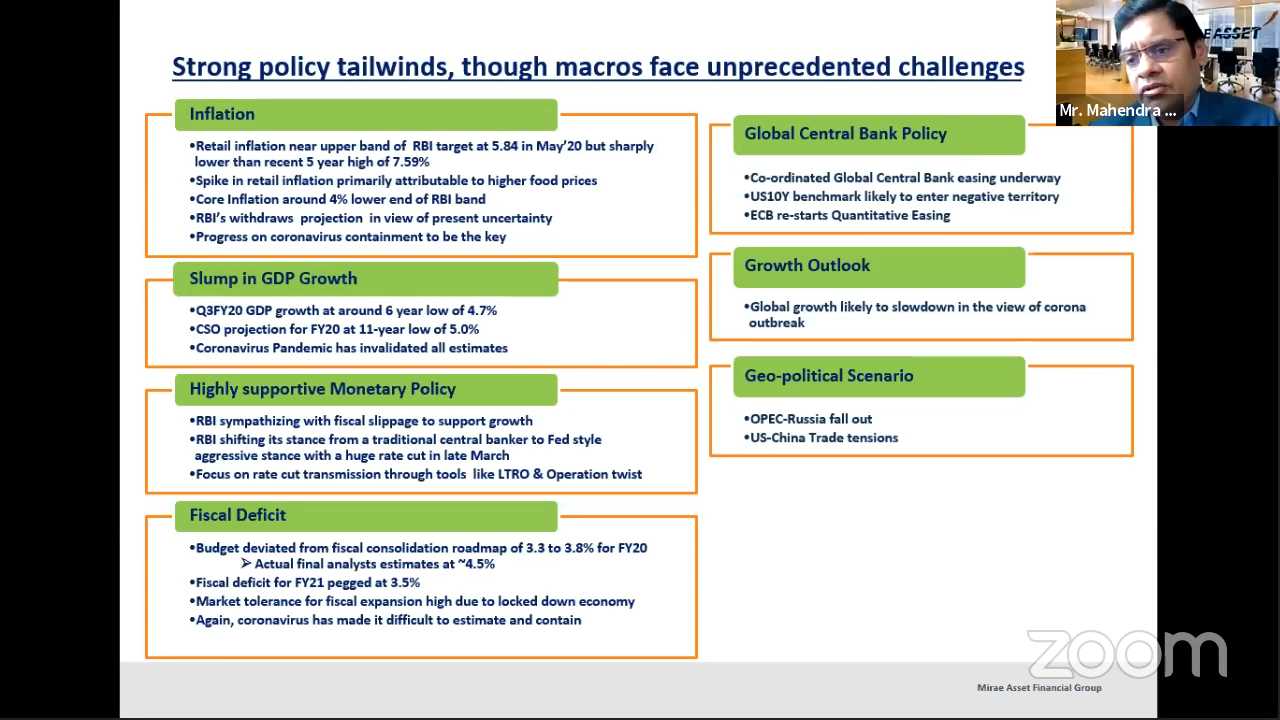 Strong policy tailwinds, though macros face unprecedented challenges
E ASSET
Mr. Mahendra ...
Inflation
•Retail inflation near upper band of RBI target at 5.84 in May'20 but sharply
lower than recent 5 year high of 7.59%
•Spike in retail inflation primarily attributable to higher food prices
•Core Inflation around 4% lower end of RBI band
•RBI's withdraws projection in view of present uncertainty
•Progress on coronavirus containment to be the key
Slump in GDP Growth
•Q3FY20 GDP growth at around 6 year low of 4.7%
•CSO projection for FY20 at 11-year low of 5.0%
•Coronavirus Pandemic has invalidated all estimates
Highly supportive Monetary Policy
•RBI sympathizing with fiscal slippage to support growth
•RBI shifting its stance from a traditional central banker to Fed style
aggressive stance with a huge rate cut in late March
•Focus on rate cut transmission through tools like LTRO & Operation twist
Fiscal Deficit
•Budget deviated from fiscal consolidation roadmap of 3.3 to 3.8% for FY20
➢ Actual final analysts estimates at ~4.5%
•Fiscal deficit for FY21 pegged at 3.5%
•Market tolerance for fiscal expansion high due to locked down economy
•Again, coronavirus has made it difficult to estimate and contain
Global Central Bank Policy
•Co-ordinated Global Central Bank easing underway
•US10Y benchmark likely to enter negative territory
•ECB re-starts Quantitative Easing
Growth Outlook
•Global growth likely to slowdown in the view of corona
outbreak
Geo-political Scenario
•OPEC-Russia fall out
•US-China Trade tensions
zoom
Mirae Asset Financial Group